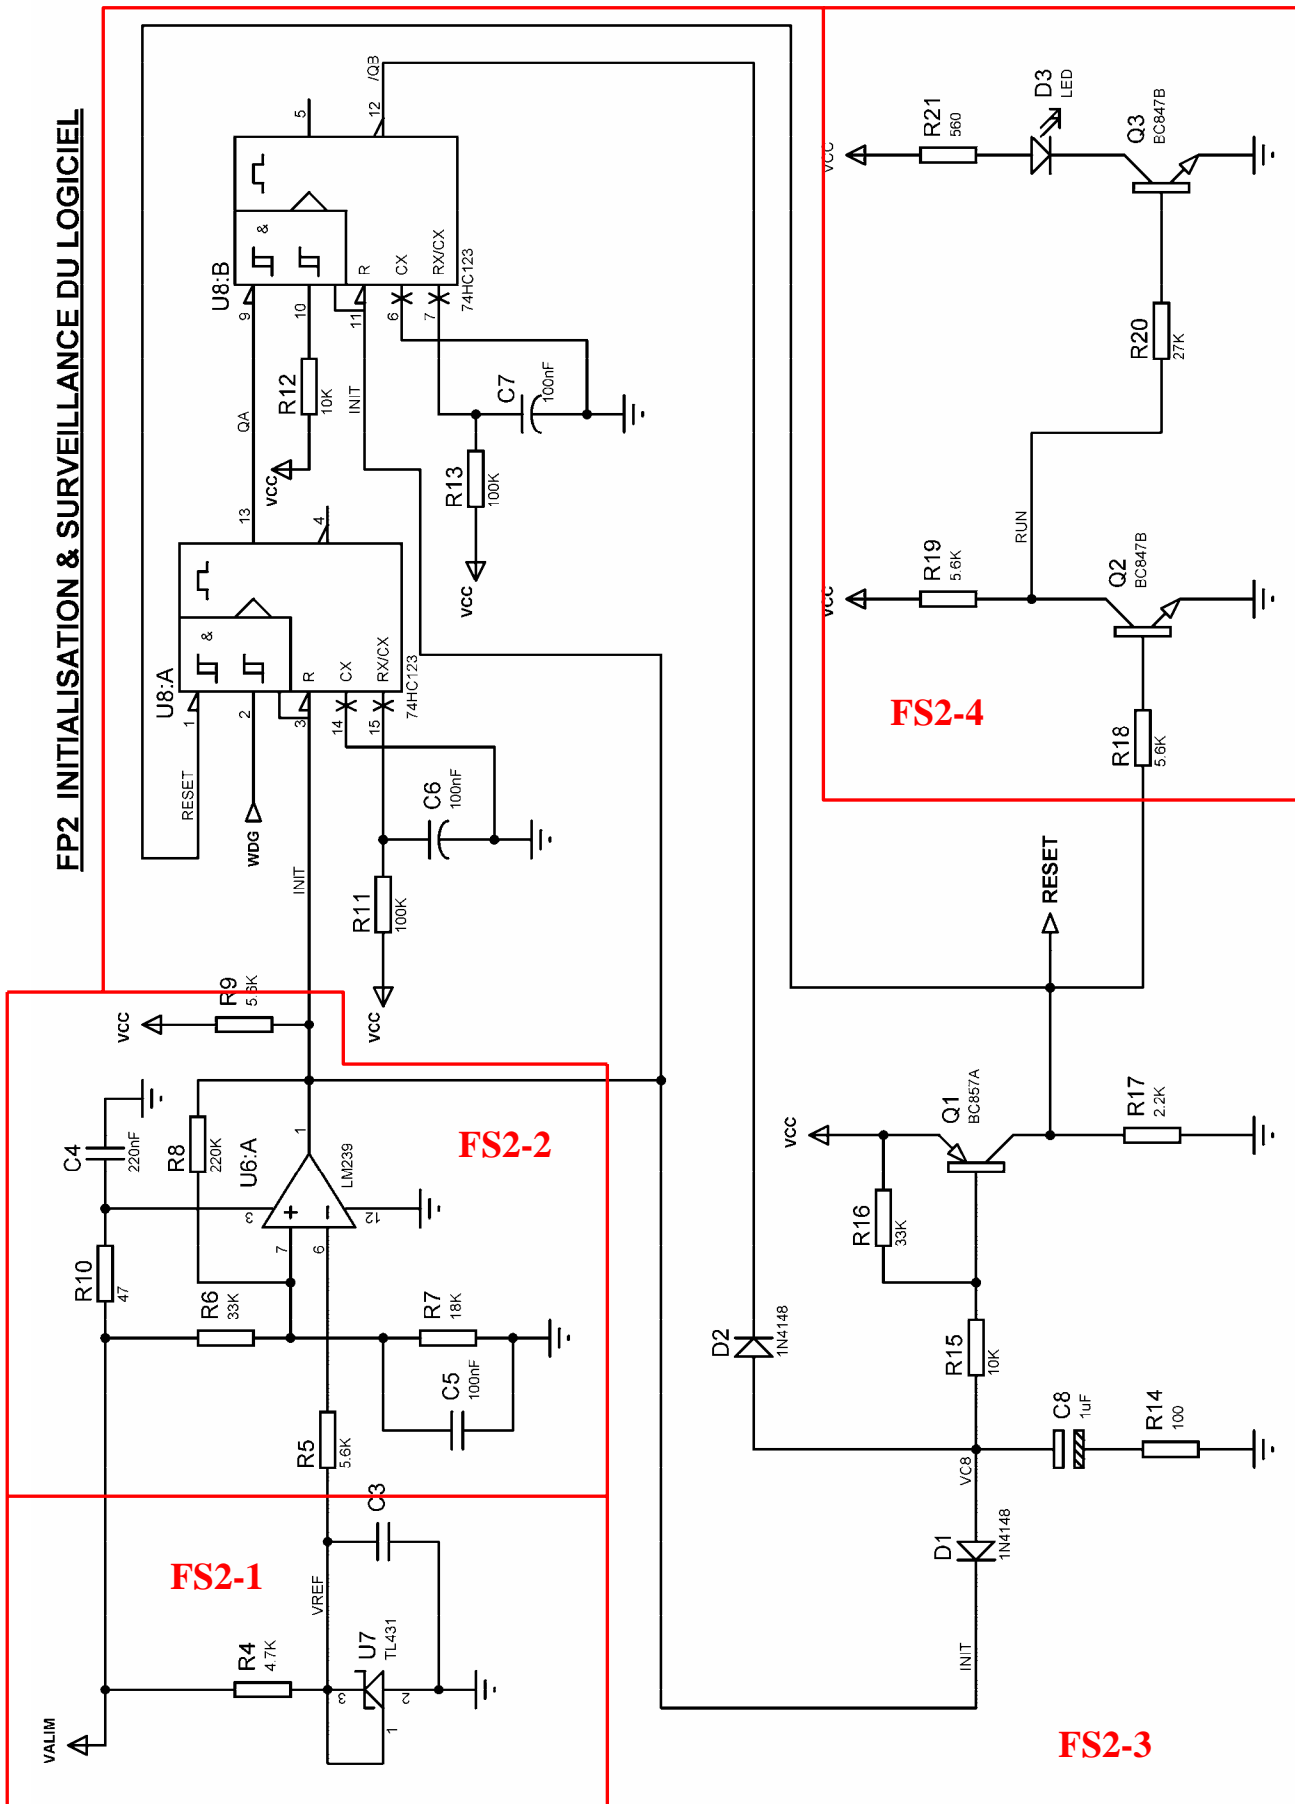 FP2 INITIALISATION & SURVEILLANCE DU LOGICIEL
VALIM
R4
4.7K
VREF
3
U7
TL431
2
1
C3
FS2-1
R5
5.6K
R10
47
C4
220nF
R6
33K
R8
220K
R7
18K
C5
100nF
U6:A
LM239
3
7
6
12
1
FS2-2
VCC
R9
5.6K
INIT
RESET
WDG
VCC
R11
100K
C6
100nF
U8:A
74HC123
1
2
3
14
15
&
R
CX
RX/CX
13
4
QA
VCC
R12
10K
INIT
VCC
R13
100K
C7
100nF
U8:B
74HC123
9
10
11
6
7
&
R
CX
RX/CX
5
12
/QB
INIT
D1
1N4148
VC8
D2
1N4148
C8
1uF
R14
100
R15
10K
R16
33K
VCC
Q1
BC857A
R17
2.2K
RESET
FS2-3
R18
5.6K
FS2-4
VCC
R19
5.6K
Q2
BC847B
RUN
R20
27K
VCC
R21
560
D3
LED
Q3
BC847B